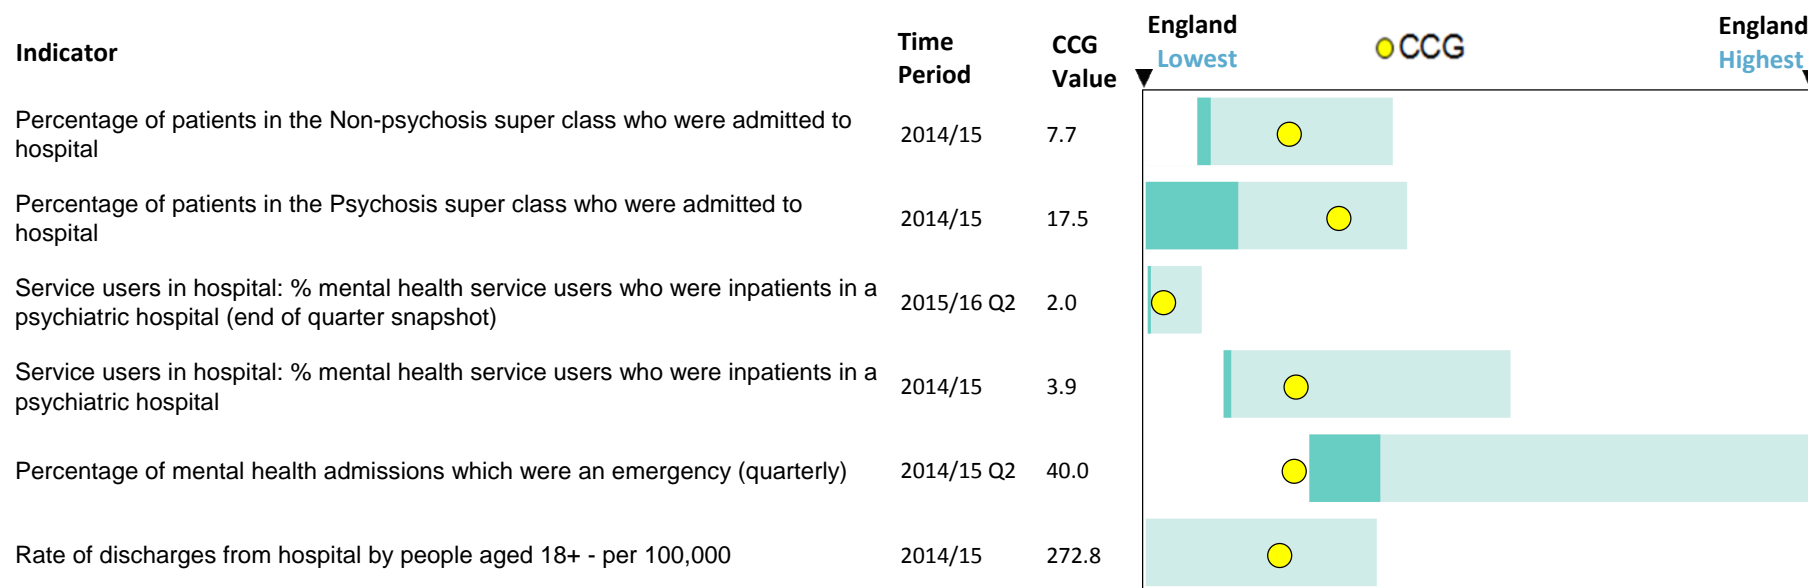 Indicator
Time
Period
CCG
Value
England
Lowest
CCG
England
Highest
Percentage of patients in the Non-psychosis super class who were admitted to
hospital
2014/15
7.7
Percentage of patients in the Psychosis super class who were admitted to
hospital
2014/15
17.5
Service users in hospital: % mental health service users who were inpatients in a
psychiatric hospital (end of quarter snapshot)
2015/16 Q2
2.0
Service users in hospital: % mental health service users who were inpatients in a
psychiatric hospital
2014/15
3.9
Percentage of mental health admissions which were an emergency (quarterly)
2014/15 Q2
40.0
Rate of discharges from hospital by people aged 18+ - per 100,000
2014/15
272.8